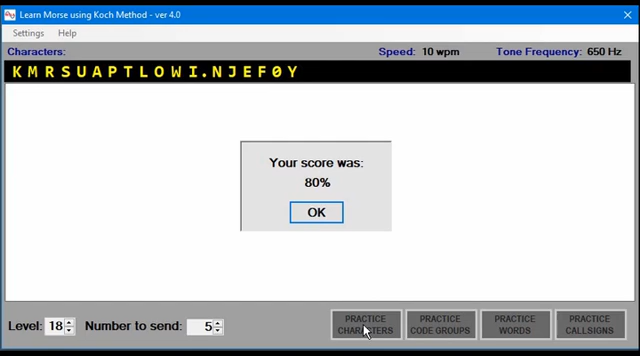 Learn Morse using Koch Method - ver 4.0
Settings Help
Characters: Speed: 10 wpm Tone Frequency: 650 Hz
K M R S U A P T L O W I . N J E F 0 Y
Your score was:
80%
OK
Level: 18 Number to send: 5
PRACTICE CHARACTERS
PRACTICE CODE GROUPS
PRACTICE WORDS
PRACTICE CALLSIGNS